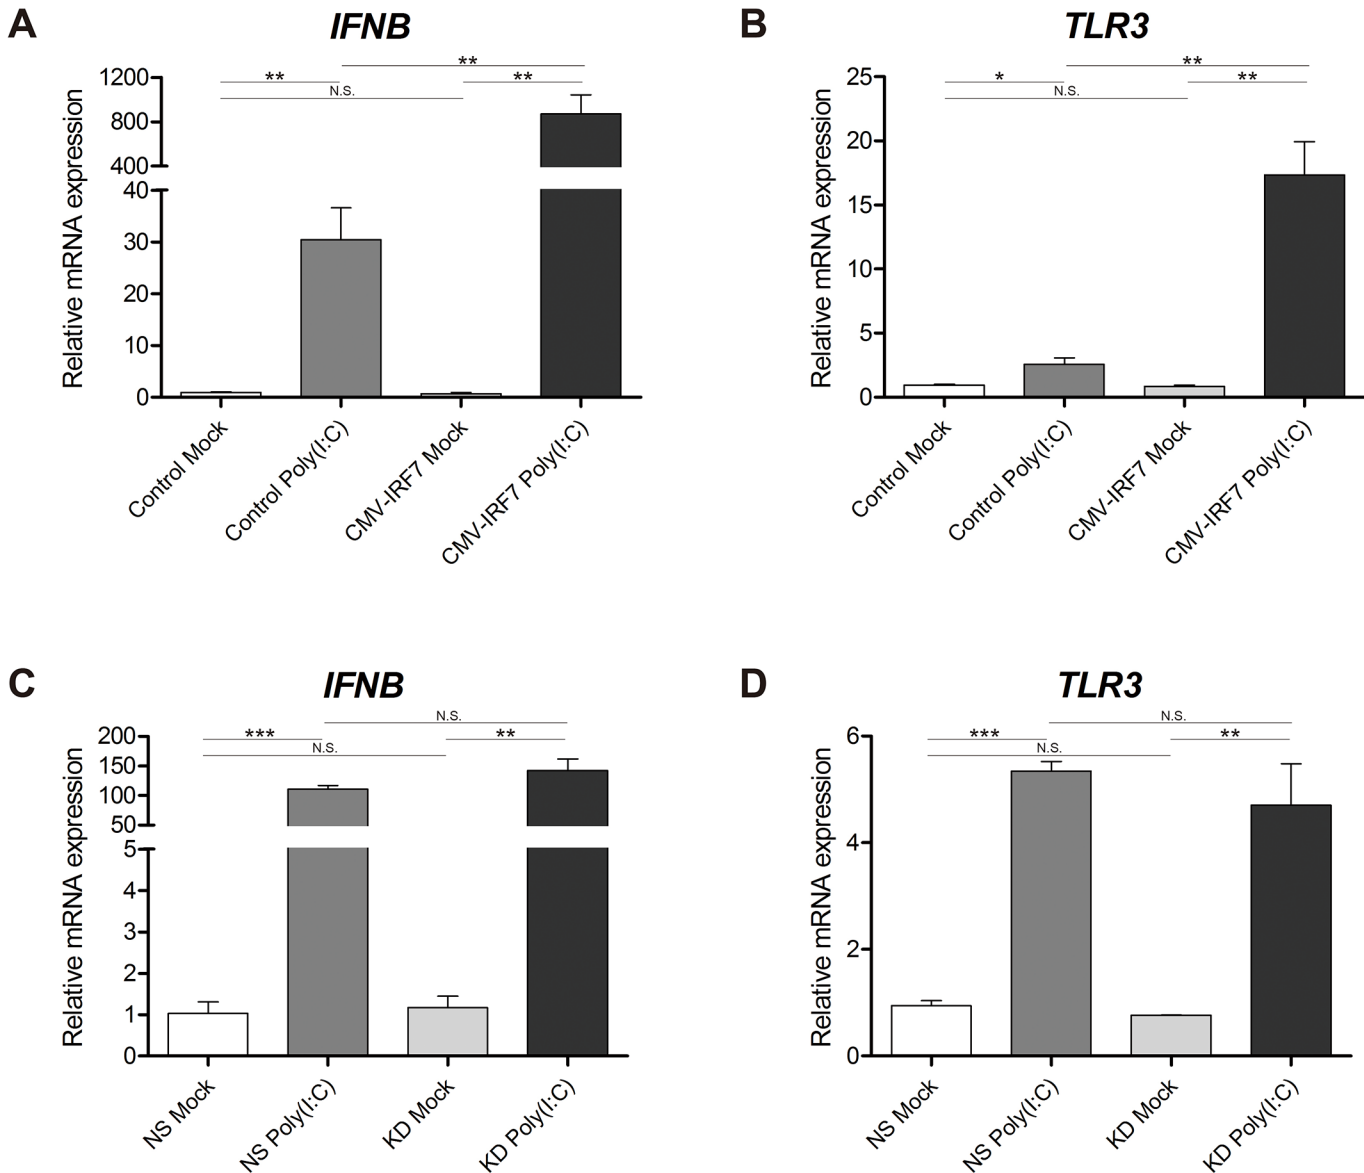 A
IFNB
**
**
**
N.S.
Relative mRNA expression
1200
800
400
40
30
20
10
0
Control Mock
Control Poly(I:C)
CMV-IRF7 Mock
CMV-IRF7 Poly(I:C)
B
TLR3
**
*
**
N.S.
Relative mRNA expression
25
20
15
10
5
0
Control Mock
Control Poly(I:C)
CMV-IRF7 Mock
CMV-IRF7 Poly(I:C)
C
IFNB
N.S.
***
**
N.S.
Relative mRNA expression
200
150
100
50
5
4
3
2
1
0
NS Mock
NS Poly(I:C)
KD Mock
KD Poly(I:C)
D
TLR3
N.S.
***
**
N.S.
Relative mRNA expression
6
4
2
0
NS Mock
NS Poly(I:C)
KD Mock
KD Poly(I:C)